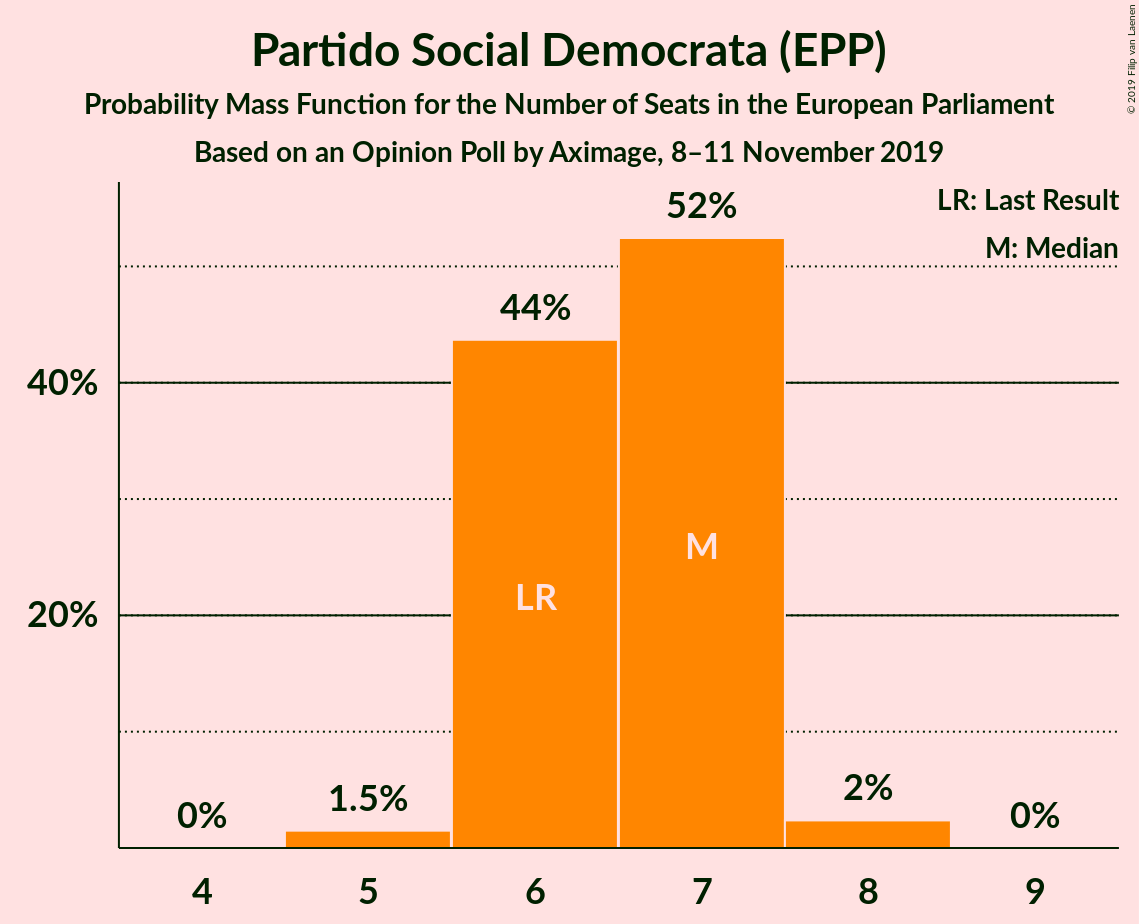 Partido Social Democrata (EPP)
Probability Mass Function for the Number of Seats in the European Parliament
Based on an Opinion Poll by Aximage, 8–11 November 2019
© 2019 Filip van Laenen
LR: Last Result
M: Median
52%
44%
40%
M
LR
20%
0%
1.5%
2%
0%
4
5
6
7
8
9